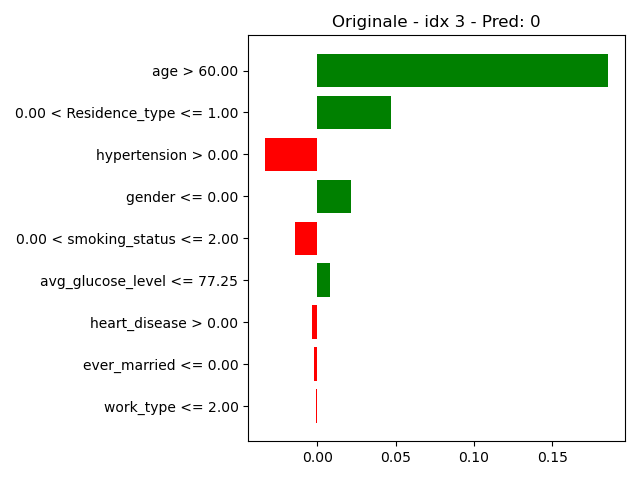 Originale - idx 3 - Pred: 0
age > 60.00
0.00 < Residence_type <= 1.00
hypertension > 0.00
gender <= 0.00
0.00 < smoking_status <= 2.00
avg_glucose_level <= 77.25
heart_disease > 0.00
ever_married <= 0.00
work_type <= 2.00
0.00 0.05 0.10 0.15